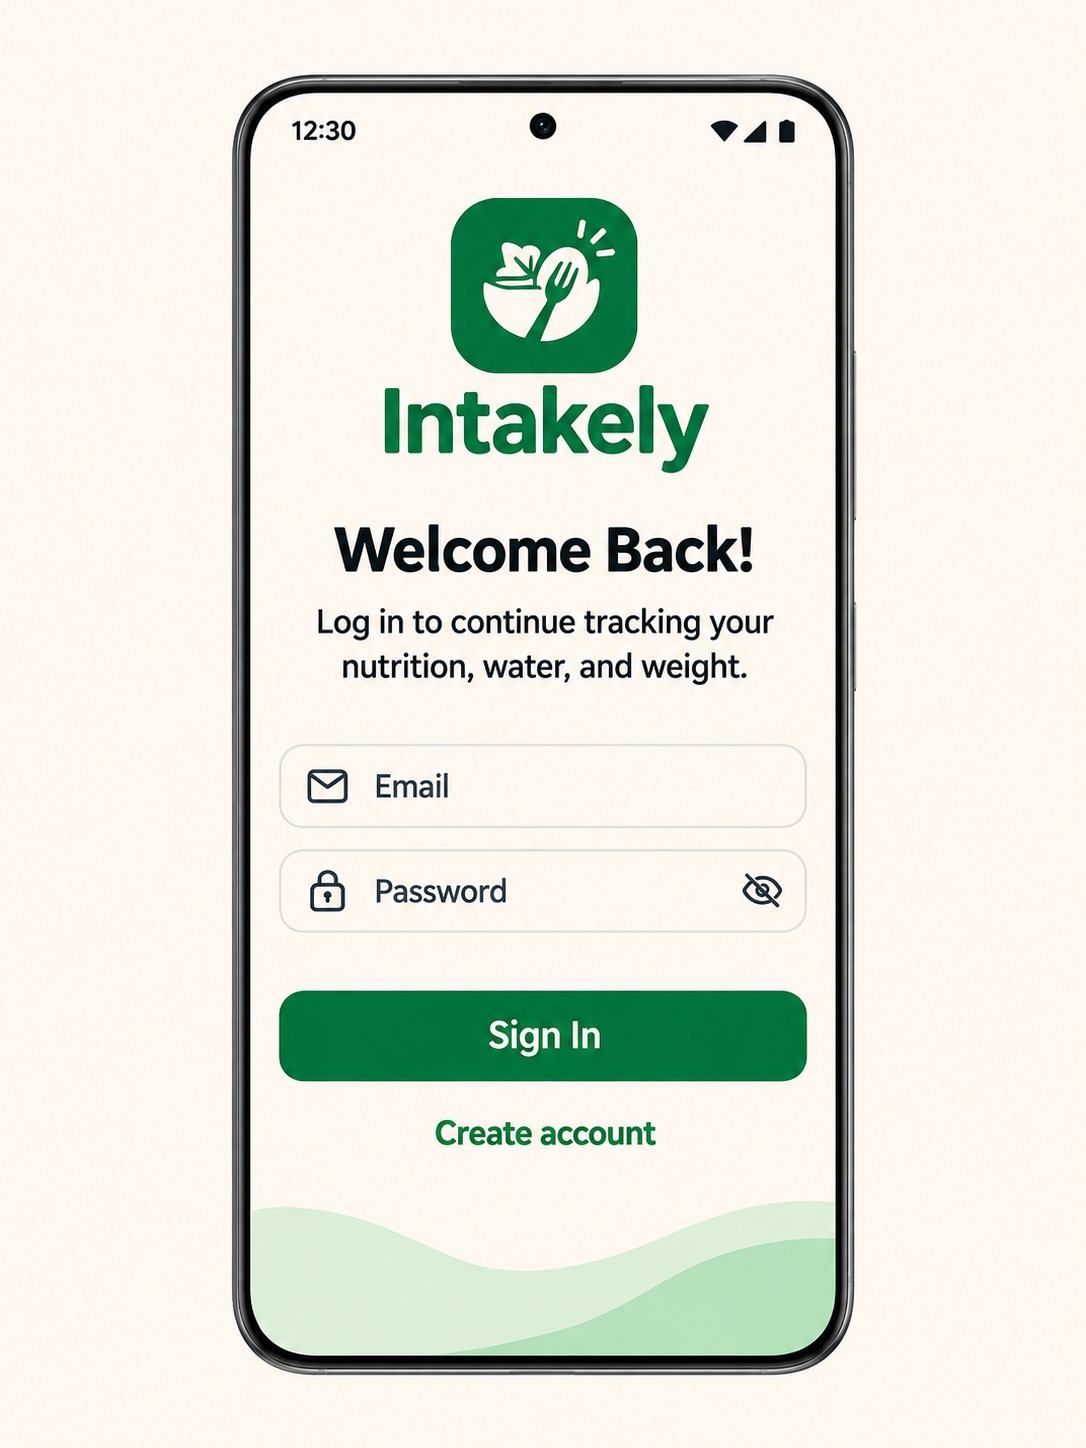 12:30
Intakely
Welcome Back!
Log in to continue tracking your
nutrition, water, and weight.
Email
Password
Sign In
Create account